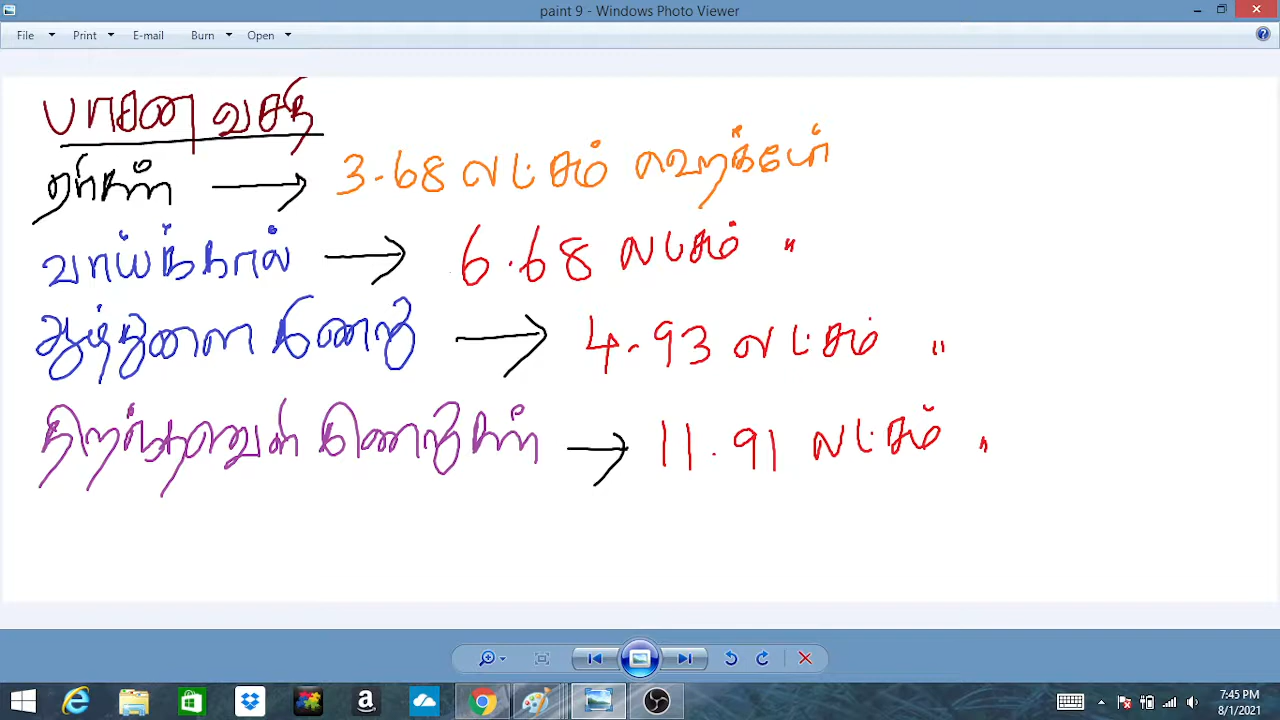 paint 9 - Windows Photo Viewer
File Print E-mail Burn Open
பாசன வசதி
ஏரிகள் → 3.68 லட்சம் ஹெக்டேர்
வாய்க்கால் → 6.68 லட்சம் "
ஆழ்துளை கிணறு → 4.93 லட்சம் "
திறந்தவெளி கிணறுகள் → 11.91 லட்சம் "
7:45 PM
8/1/2021